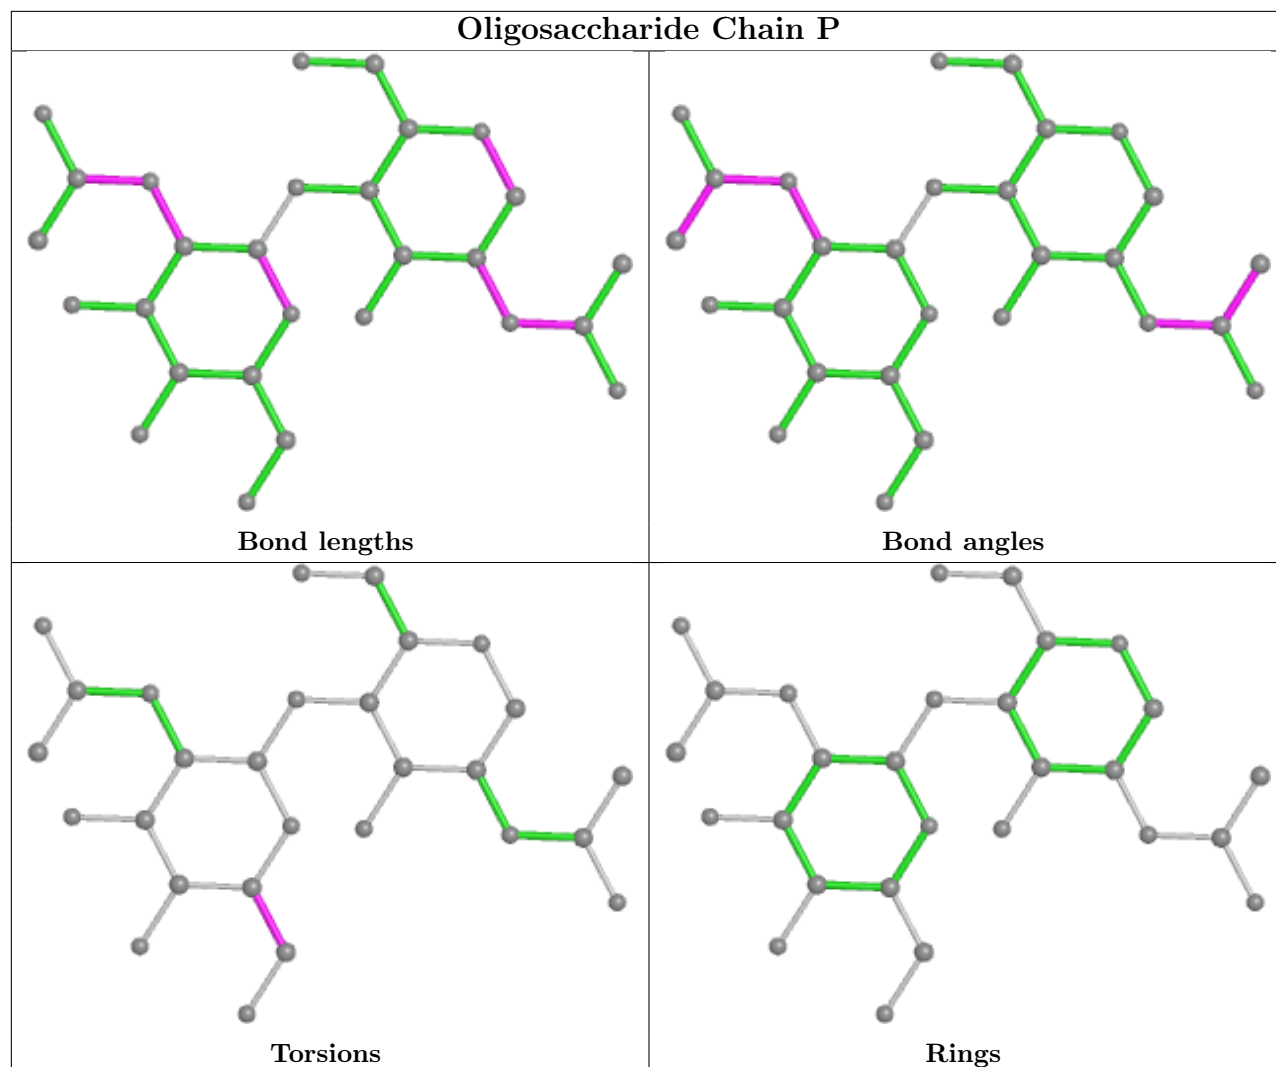 Oligosaccharide Chain P
Bond lengths
Bond angles
Torsions
Rings